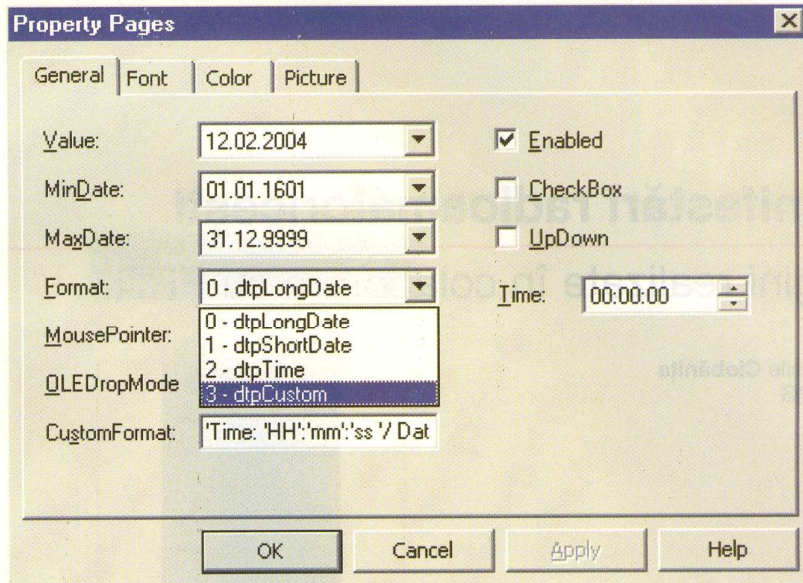 Property Pages
General Font Color Picture
Value: 12.02.2004
Enabled
MinDate: 01.01.1601
CheckBox
MaxDate: 31.12.9999
UpDown
Format: 0 - dtpLongDate
Time: 00:00:00
0 - dtpLongDate
1 - dtpShortDate
2 - dtpTime
3 - dtpCustom
MousePointer:
OLEDropMode
CustomFormat: 'Time: 'HH':'mm':'ss '/ Dat
OK Cancel Apply Help